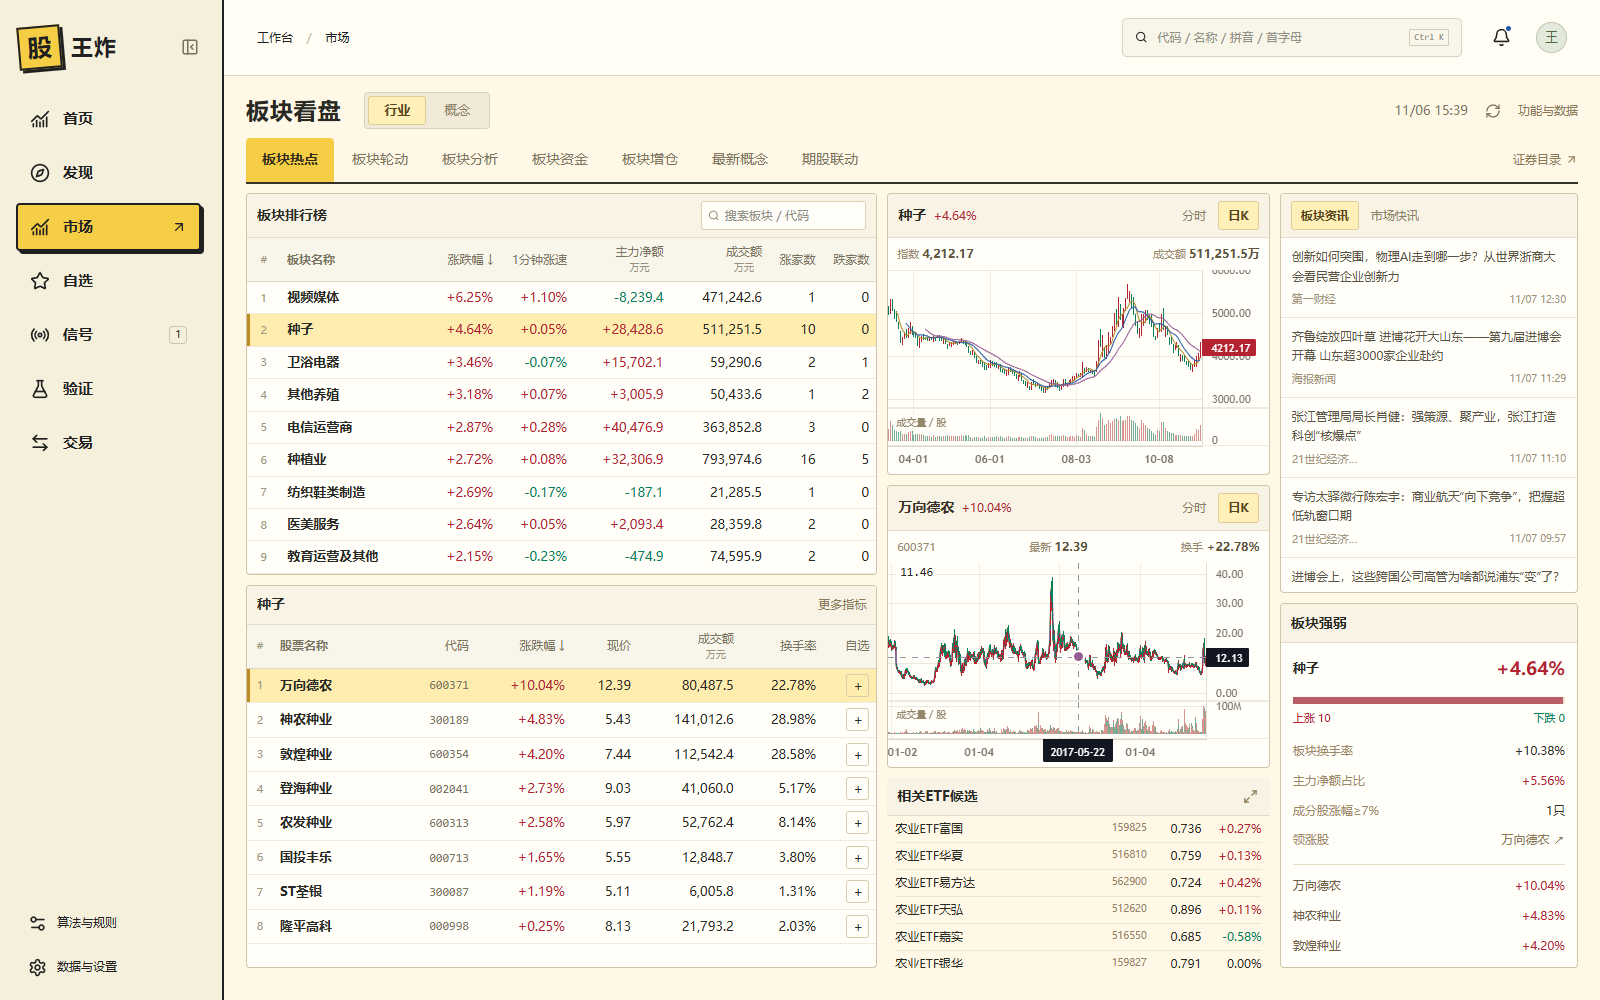 股 王炸
首页
发现
市场
自选
信号 1
验证
交易
算法与规则
数据与设置
工作台 / 市场
代码 / 名称 / 拼音 / 首字母 Ctrl K
王
板块看盘 行业 概念
11/06 15:39 功能与数据
板块热点 板块轮动 板块分析 板块资金 板块增仓 最新概念 期股联动
证券目录
板块排行榜 搜索板块 / 代码
# 板块名称 涨跌幅↓ 1分钟涨速 主力净额 万元 成交额 万元 涨家数 跌家数
1 视频媒体 +6.25% +1.10% -8,239.4 471,242.6 1 0
2 种子 +4.64% +0.05% +28,428.6 511,251.5 10 0
3 卫浴电器 +3.46% -0.07% +15,702.1 59,290.6 2 1
4 其他养殖 +3.18% +0.07% +3,005.9 50,433.6 1 2
5 电信运营商 +2.87% +0.28% +40,476.9 363,852.8 3 0
6 种植业 +2.72% +0.08% +32,306.9 793,974.6 16 5
7 纺织鞋类制造 +2.69% -0.17% -187.1 21,285.5 1 0
8 医美服务 +2.64% +0.05% +2,093.4 28,359.8 2 0
9 教育运营及其他 +2.15% -0.23% -474.9 74,595.9 2 0
种子 更多指标
# 股票名称 代码 涨跌幅↓ 现价 成交额 万元 换手率 自选
1 万向德农 600371 +10.04% 12.39 80,487.5 22.78% +
2 神农种业 300189 +4.83% 5.43 141,012.6 28.98% +
3 敦煌种业 600354 +4.20% 7.44 112,542.4 28.58% +
4 登海种业 002041 +2.73% 9.03 41,060.0 5.17% +
5 农发种业 600313 +2.58% 5.97 52,762.4 8.14% +
6 国投丰乐 000713 +1.65% 5.55 12,848.7 3.80% +
7 ST荃银 300087 +1.19% 5.11 6,005.8 1.31% +
8 隆平高科 000998 +0.25% 8.13 21,793.2 2.03% +
种子 +4.64% 分时 日K
指数 4,212.17 成交额 511,251.5万
6000.00
5000.00
4212.17
4000.00
3000.00
成交量 / 股
0
04-01 06-01 08-03 10-08
万向德农 +10.04% 分时 日K
600371 最新 12.39 换手 +22.78%
11.46
40.00
30.00
20.00
12.13
0.00
成交量 / 股
100M
01-02 01-04 2017-05-22 01-04
相关ETF候选
农业ETF富国 159825 0.736 +0.27%
农业ETF华夏 516810 0.759 +0.13%
农业ETF易方达 562900 0.724 +0.42%
农业ETF天弘 512620 0.896 +0.11%
农业ETF嘉实 516550 0.685 -0.58%
农业ETF银华 159827 0.791 0.00%
板块资讯 市场快讯
创新如何突围，物理AI走到哪一步？从世界浙商大
会看民营企业创新力
第一财经 11/07 12:30
齐鲁绽放四叶草 进博花开大山东——第九届进博会
开幕 山东超3000家企业赴约
海报新闻 11/07 11:29
张江管理局局长肖健：强策源、聚产业，张江打造
科创“核爆点”
21世纪经济... 11/07 11:10
专访太驿微行陈宏宇：商业航天“向下竞争”，把握超
低轨窗口期
21世纪经济... 11/07 09:57
进博会上，这些跨国公司高管为啥都说浦东“变”了？
板块强弱
种子 +4.64%
上涨 10 下跌 0
板块换手率 +10.38%
主力净额占比 +5.56%
成分股涨幅≥7% 1只
领涨股 万向德农 ↗
万向德农 +10.04%
神农种业 +4.83%
敦煌种业 +4.20%